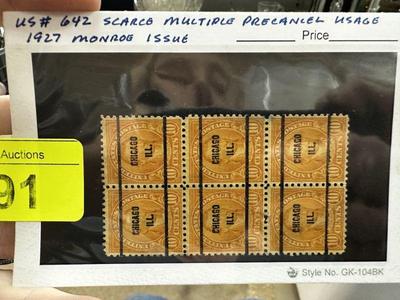 US# 642 SCARCE MULTIPLE PRECANCEL USAGE
1927 MONROE ISSUE
Price
Auctions
91
CHICAGO
ILL.
CHICAGO
ILL.
CHICAGO
ILL.
CHICAGO
ILL.
CHICAGO
ILL.
CHICAGO
ILL.
Style No. GK-104BK